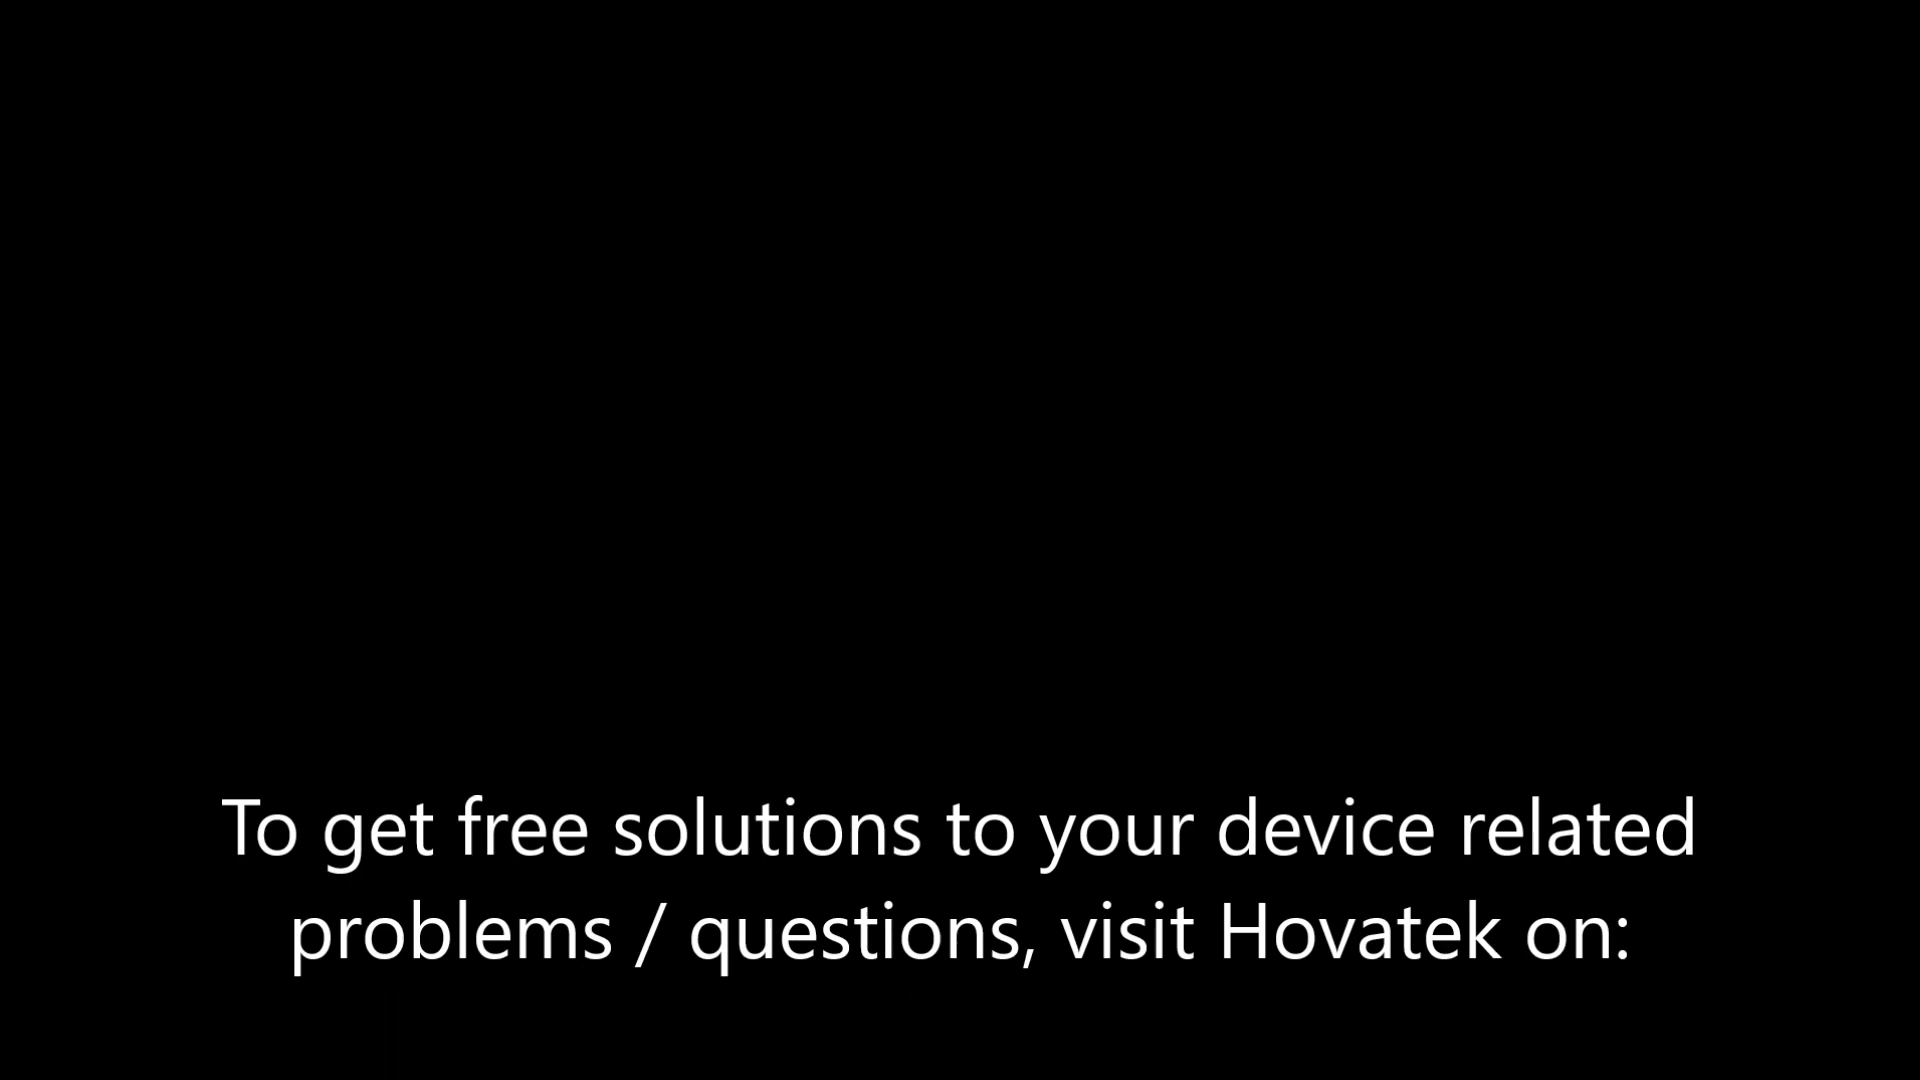 To get free solutions to your device related
problems / questions, visit Hovatek on: